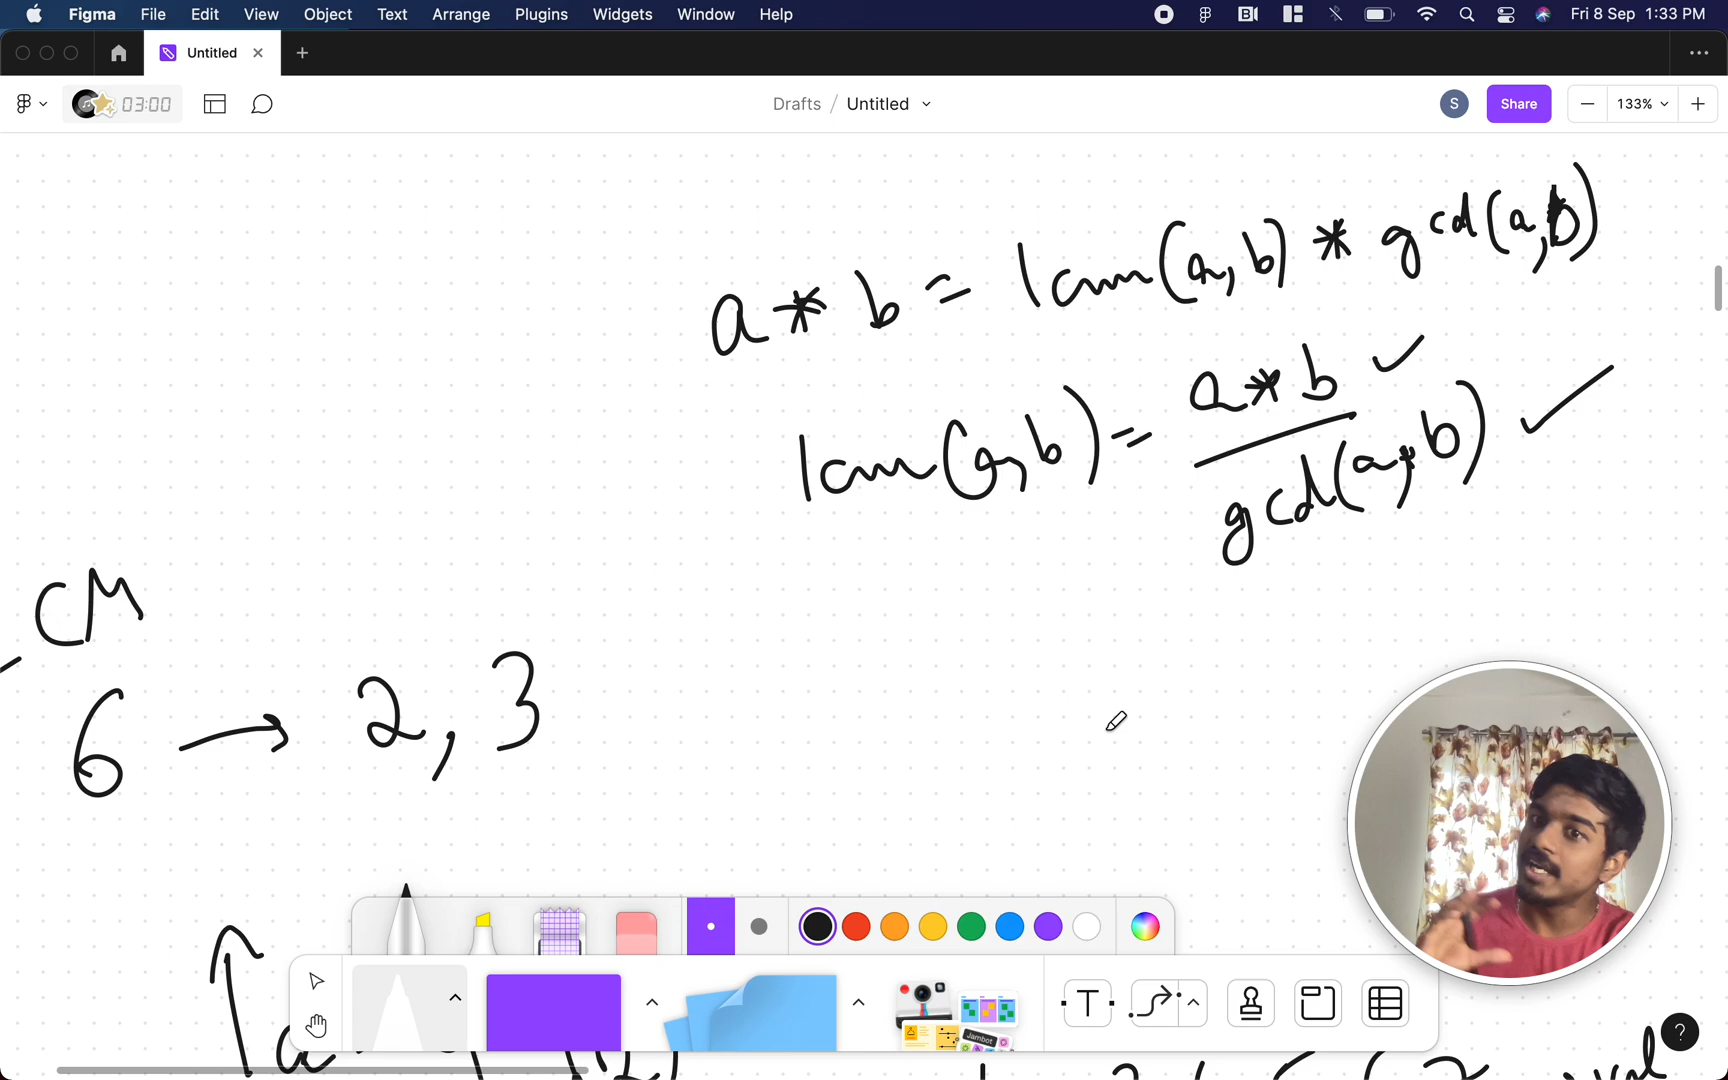 Figma File Edit View Object Text Arrange Plugins Widgets Window Help Fri 8 Sep 1:33 PM
Untitled
03:00 Drafts / Untitled S Share 133%
a * b = lcm(a,b) * gcd(a,b)
lcm(a,b) = a * b
gcd(a,b)
CM
6 → 2, 3
T
Jambot
?